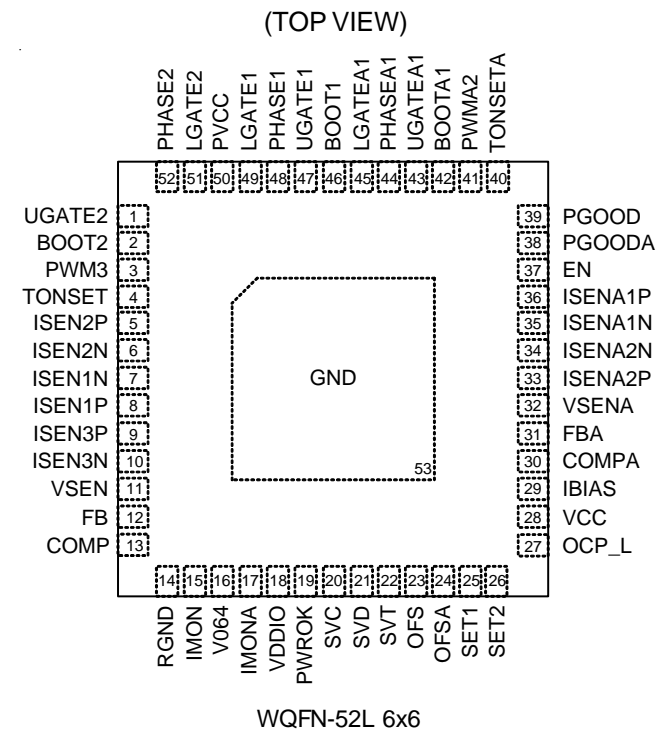 (TOP VIEW)
PHASE2
LGATE2
PVCC
LGATE1
PHASE1
UGATE1
BOOT1
LGATEA1
PHASEA1
UGATEA1
BOOTA1
PWMA2
TONSETA
52 51 50 49 48 47 46 45 44 43 42 41 40
UGATE2 1
BOOT2 2
PWM3 3
TONSET 4
ISEN2P 5
ISEN2N 6
ISEN1N 7
ISEN1P 8
ISEN3P 9
ISEN3N 10
VSEN 11
FB 12
COMP 13
GND
53
39 PGOOD
38 PGOODA
37 EN
36 ISENA1P
35 ISENA1N
34 ISENA2N
33 ISENA2P
32 VSENA
31 FBA
30 COMPA
29 IBIAS
28 VCC
27 OCP_L
14 15 16 17 18 19 20 21 22 23 24 25 26
RGND
IMON
V064
IMONA
VDDIO
PWROK
SVC
SVD
SVT
OFS
OFSA
SET1
SET2
WQFN-52L 6x6